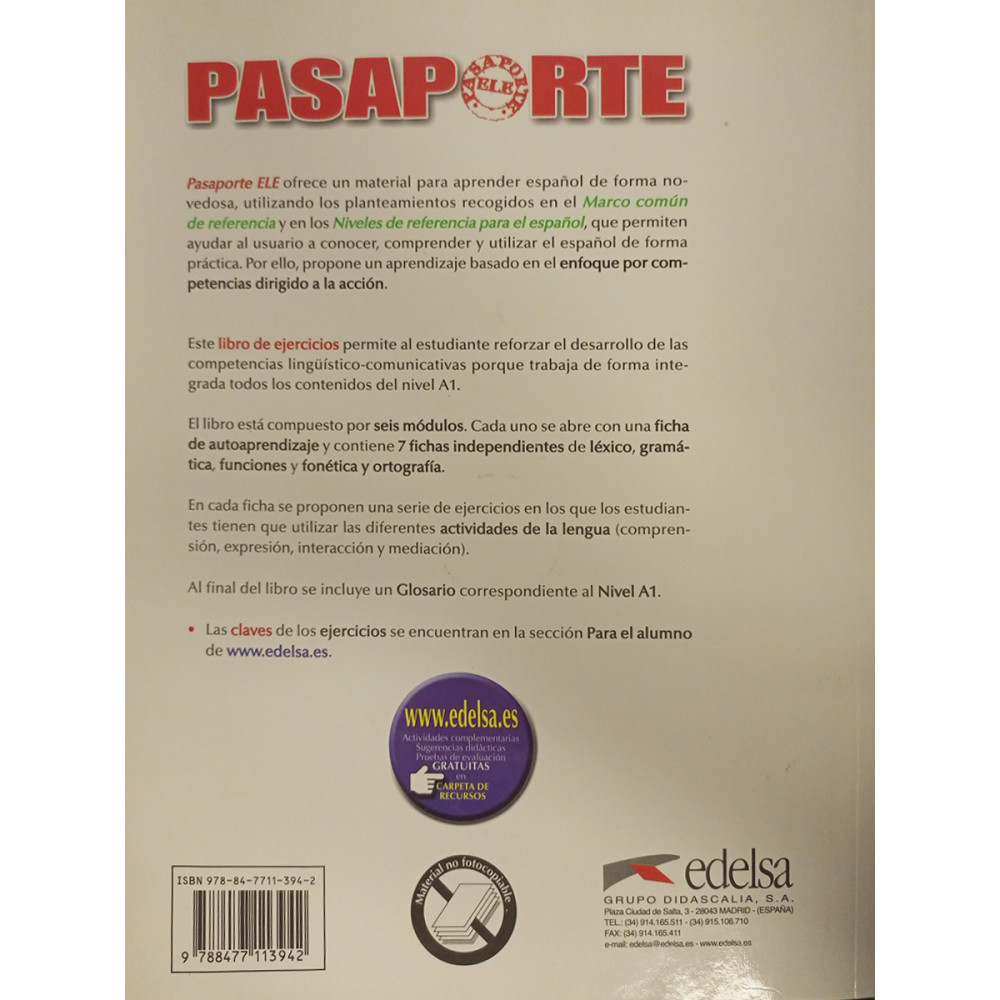 PASAPORTE
PASAPORTE
ELE
Pasaporte ELE ofrece un material para aprender español de forma no-
vedosa, utilizando los planteamientos recogidos en el Marco común
de referencia y en los Niveles de referencia para el español, que permiten
ayudar al usuario a conocer, comprender y utilizar el español de forma
práctica. Por ello, propone un aprendizaje basado en el enfoque por com-
petencias dirigido a la acción.
Este libro de ejercicios permite al estudiante reforzar el desarrollo de las
competencias lingüístico-comunicativas porque trabaja de forma inte-
grada todos los contenidos del nivel A1.
El libro está compuesto por seis módulos. Cada uno se abre con una ficha
de autoaprendizaje y contiene 7 fichas independientes de léxico, gramá-
tica, funciones y fonética y ortografía.
En cada ficha se proponen una serie de ejercicios en los que los estudian-
tes tienen que utilizar las diferentes actividades de la lengua (compren-
sión, expresión, interacción y mediación).
Al final del libro se incluye un Glosario correspondiente al Nivel A1.
• Las claves de los ejercicios se encuentran en la sección Para el alumno
de www.edelsa.es.
www.edelsa.es
Actividades complementarias
Sugerencias didácticas
Pruebas de evaluación
GRATUITAS
en
CARPETA DE
RECURSOS
ISBN 978-84-7711-394-2
9 788477 113942
Material no fotocopiable.
edelsa
GRUPO DIDASCALIA, S.A.
Plaza Ciudad de Salta, 3 - 28043 MADRID - (ESPAÑA)
TEL.: (34) 914.165.511 - (34) 915.106.710
FAX: (34) 914.165.411
e-mail: edelsa@edelsa.es - www.edelsa.es